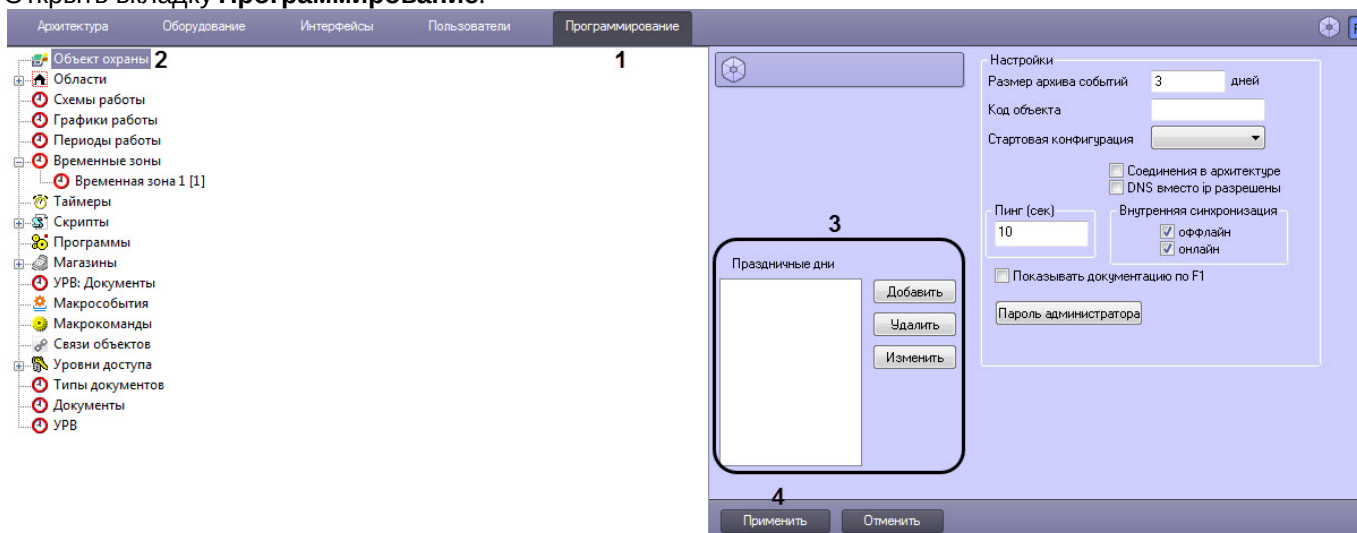 Открыть вкладку Программирование.
Архитектура Оборудование Интерфейсы Пользователи Программирование
1
Объект охраны 2
Области
Схемы работы
Графики работы
Периоды работы
Временные зоны
Временная зона 1 [1]
Таймеры
Скрипты
Программы
Магазины
УРВ: Документы
Макрособытия
Макрокоманды
Связи объектов
Уровни доступа
Типы документов
Документы
УРВ
3
Праздничные дни
Добавить
Удалить
Изменить
Настройки
Размер архива событий 3 дней
Код объекта
Стартовая конфигурация
Соединения в архитектуре
DNS вместо ip разрешены
Пинг (сек)
10
Внутренняя синхронизация
оффлайн
онлайн
Показывать документацию по F1
Пароль администратора
4
Применить Отменить